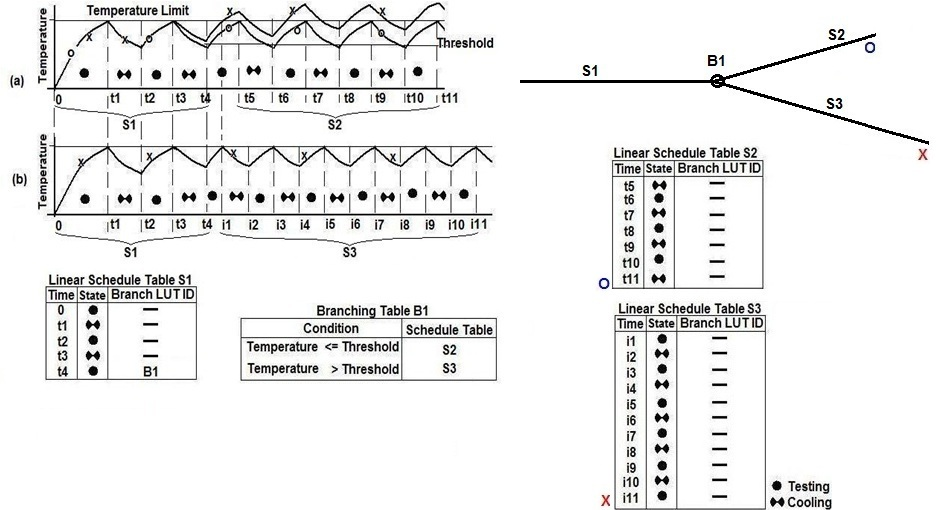 Temperature Limit
Temperature
Threshold
(a)
0 t1 t2 t3 t4 t5 t6 t7 t8 t9 t10 t11
S1 S2
Temperature
(b)
0 t1 t2 t3 t4 i1 i2 i3 i4 i5 i6 i7 i8 i9 i10 i11
S1 S3
Linear Schedule Table S1
Time State Branch LUT ID
0 —
t1 —
t2 —
t3 —
t4 B1
Branching Table B1
Condition Schedule Table
Temperature <= Threshold S2
Temperature > Threshold S3
S1 B1 S2 O
S3 X
Linear Schedule Table S2
Time State Branch LUT ID
t5 —
t6 —
t7 —
t8 —
t9 —
t10 —
O t11 —
Linear Schedule Table S3
Time State Branch LUT ID
i1 —
i2 —
i3 —
i4 —
i5 —
i6 —
i7 —
i8 —
i9 —
i10 —
X i11 —
Testing
Cooling